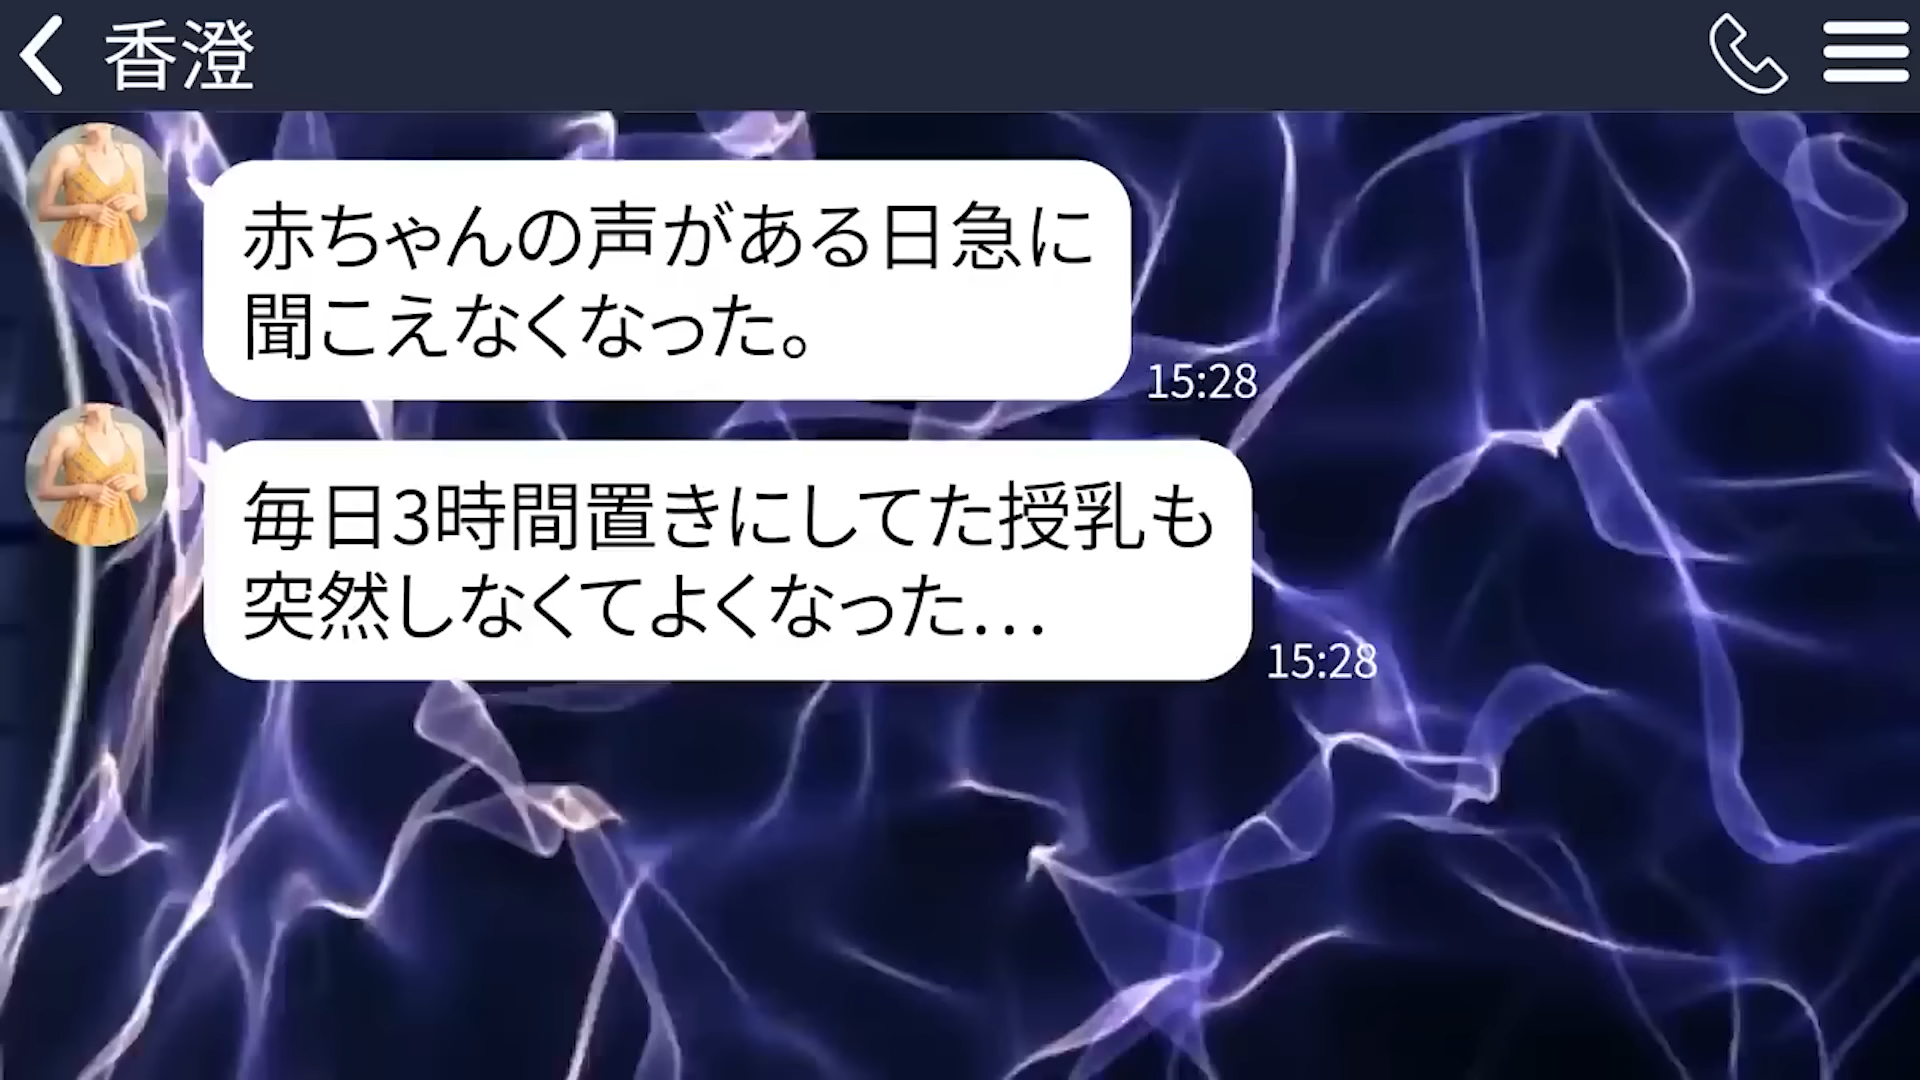 香澄
赤ちゃんの声がある日急に
聞こえなくなった。
15:28
毎日3時間置きにしてた授乳も
突然しなくてよくなった…
15:28